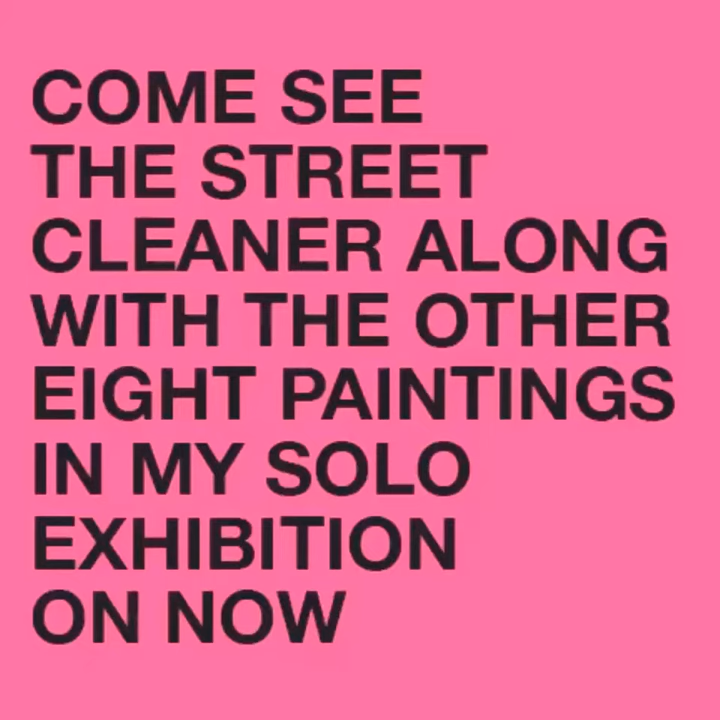 COME SEE
THE STREET
CLEANER ALONG
WITH THE OTHER
EIGHT PAINTINGS
IN MY SOLO
EXHIBITION
ON NOW